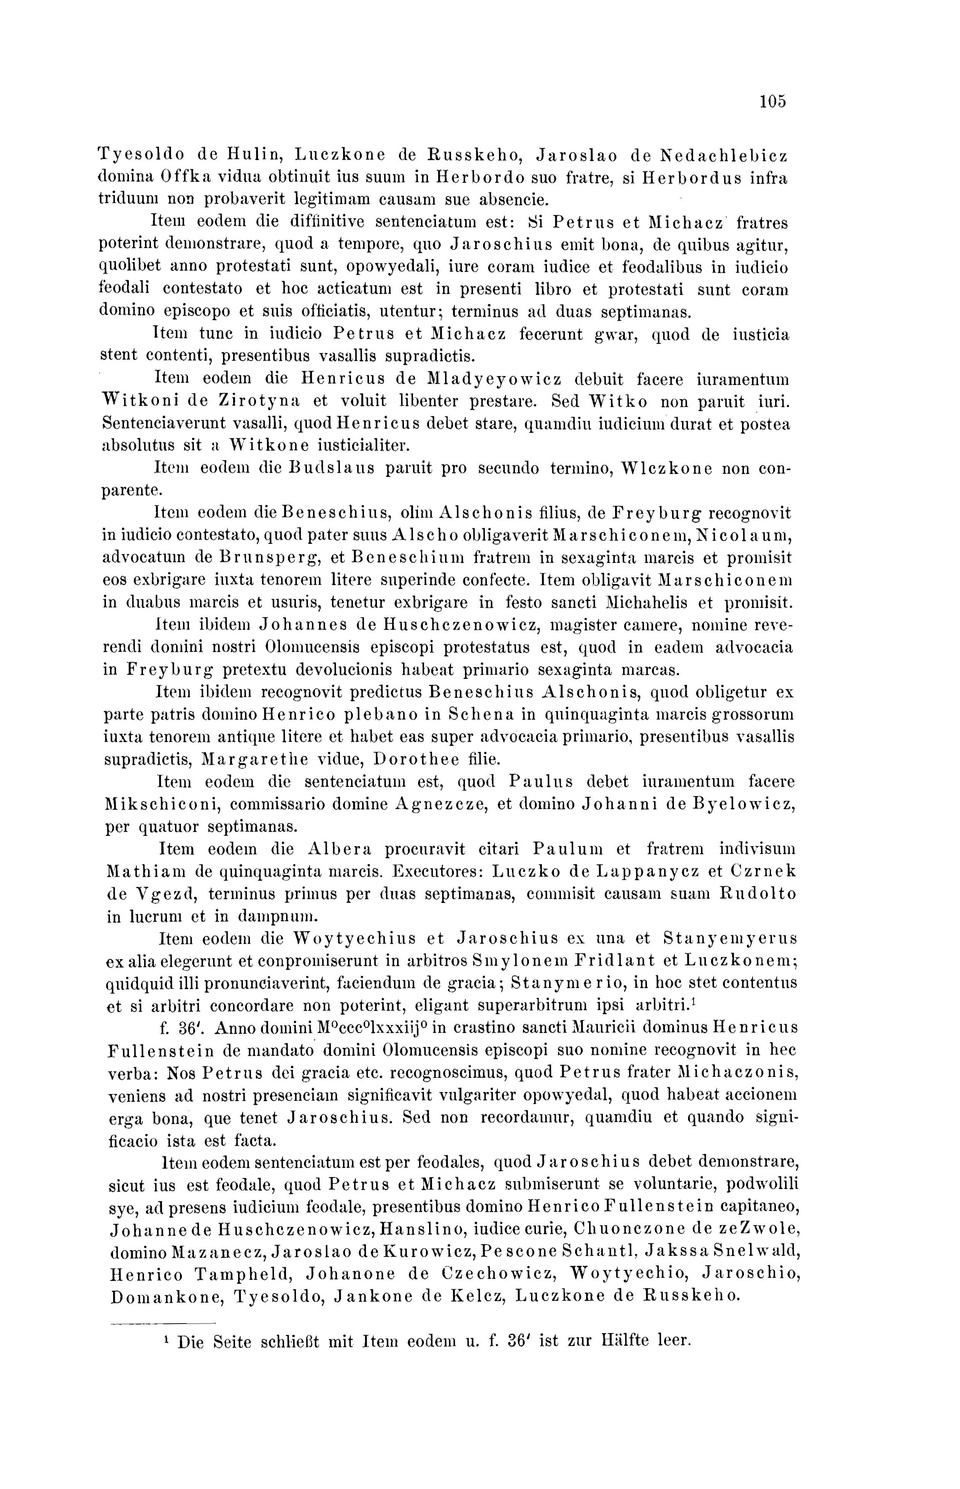 105
Tyesoldo de Hulin, Luczkone de Russkeho, Jaroslao de Nedachlebicz
domina Offka vidua obtinuit ius suum in Herbordo suo fratre, si Herbordus infra
triduum non probaverit legitimam causam sue absencie.
Item eodem die diffinitive sentenciatum est: Si Petrus et Michacz fratres
poterint demonstrare, quod a tempore, quo Jaroschius emit bona, de quibus agitur,
quolibet anno protestati sunt, opowyedali, iure coram iudice et feodalibus in iudicio
feodali contestato et hoc acticatum est in presenti libro et protestati sunt coram
domino episcopo et suis officiatis, utentur; terminus ad duas septimanas.
Item tunc in iudicio Petrus et Michacz fecerunt gwar, quod de iusticia
stent contenti, presentibus vasallis supradictis.
Item eodem die Henricus de Mladyeyowicz debuit facere iuramentum
Witkoni de Zirotyna et voluit libenter prestare. Sed Witko non paruit iuri.
Sentenciaverunt vasalli, quod Henricus debet stare, quamdiu iudicium durat et postea
absolutus sit a Witkone iusticialiter.
Item eodem die Budslaus paruit pro secundo termino, Wlczkone non con-
parente.
Item eodem die Beneschius, olim Alschonis filius, de Freyburg recognovit
in iudicio contestato, quod pater suus Alscho obligaverit Marschiconem, Nicolaum,
advocatum de Brunsperg, et Beneschium fratrem in sexaginta marcis et promisit
eos exbrigare iuxta tenorem litere superinde confecte. Item obligavit Marschiconem
in duabus marcis et usuris, tenetur exbrigare in festo sancti Michahelis et promisit.
Item ibidem Johannes de Huschczenowicz, magister camere, nomine reve-
rendi domini nostri Olomucensis episcopi protestatus est, quod in eadem advocacia
in Freyburg pretextu devolucionis habeat primario sexaginta marcas.
Item ibidem recognovit predictus Beneschius Alschonis, quod obligetur ex
parte patris domino Henrico plebano in Schena in quinquaginta marcis grossorum
iuxta tenorem antique litere et habet eas super advocacia primario, presentibus vasallis
supradictis, Margarethe vidue, Dorothee filie.
Item eodem die sentenciatum est, quod Paulus debet iuramentum facere
Mikschiconi, commissario domine Agnezcze, et domino Johanni de Byelowicz,
per quatuor septimanas.
Item eodem die Albera procuravit citari Paulum et fratrem indivisum
Mathiam de quinquaginta marcis. Executores: Luczko de Lappanycz et Czrnek
de Vgezd, terminus primus per duas septimanas, commisit causam suam Rudolto
in lucrum et in dampnum.
Item eodem die Woytyechius et Jaroschius ex una et Stanyemyerus
ex alia elegerunt et conpromiserunt in arbitros Smylonem Fridlant et Luczkonem;
quidquid illi pronunciaverint, faciendum de gracia; Stanymerio, in hoc stet contentus
et si arbitri concordare non poterint, eligant superarbitrum ipsi arbitri.¹
f. 36′. Anno domini M⁰ccc⁰lxxxiij⁰ in crastino sancti Mauricii dominus Henricus
Fullenstein de mandato domini Olomucensis episcopi suo nomine recognovit in hec
verba: Nos Petrus dei gracia etc. recognoscimus, quod Petrus frater Michaczonis,
veniens ad nostri presenciam significavit vulgariter opowyedal, quod habeat accionem
erga bona, que tenet Jaroschius. Sed non recordamur, quamdiu et quando signi-
ficacio ista est facta.
Item eodem sentenciatum est per feodales, quod Jaroschius debet demonstrare,
sicut ius est feodale, quod Petrus et Michacz submiserunt se voluntarie, podwolili
sye, ad presens iudicium feodale, presentibus domino Henrico Fullenstein capitaneo,
Johanne de Huschczenowicz, Hanslino, iudice curie, Chuonczone de ze Zwole,
domino Mazanecz, Jaroslao de Kurowicz, Pescone Schantl, Jakssa Snelwald,
Henrico Tampheld, Johanone de Czechowicz, Woytyechio, Jaroschio,
Domankone, Tyesoldo, Jankone de Kelcz, Luczkone de Russkeho.
¹ Die Seite schließt mit Item eodem u. f. 36′ ist zur Hälfte leer.